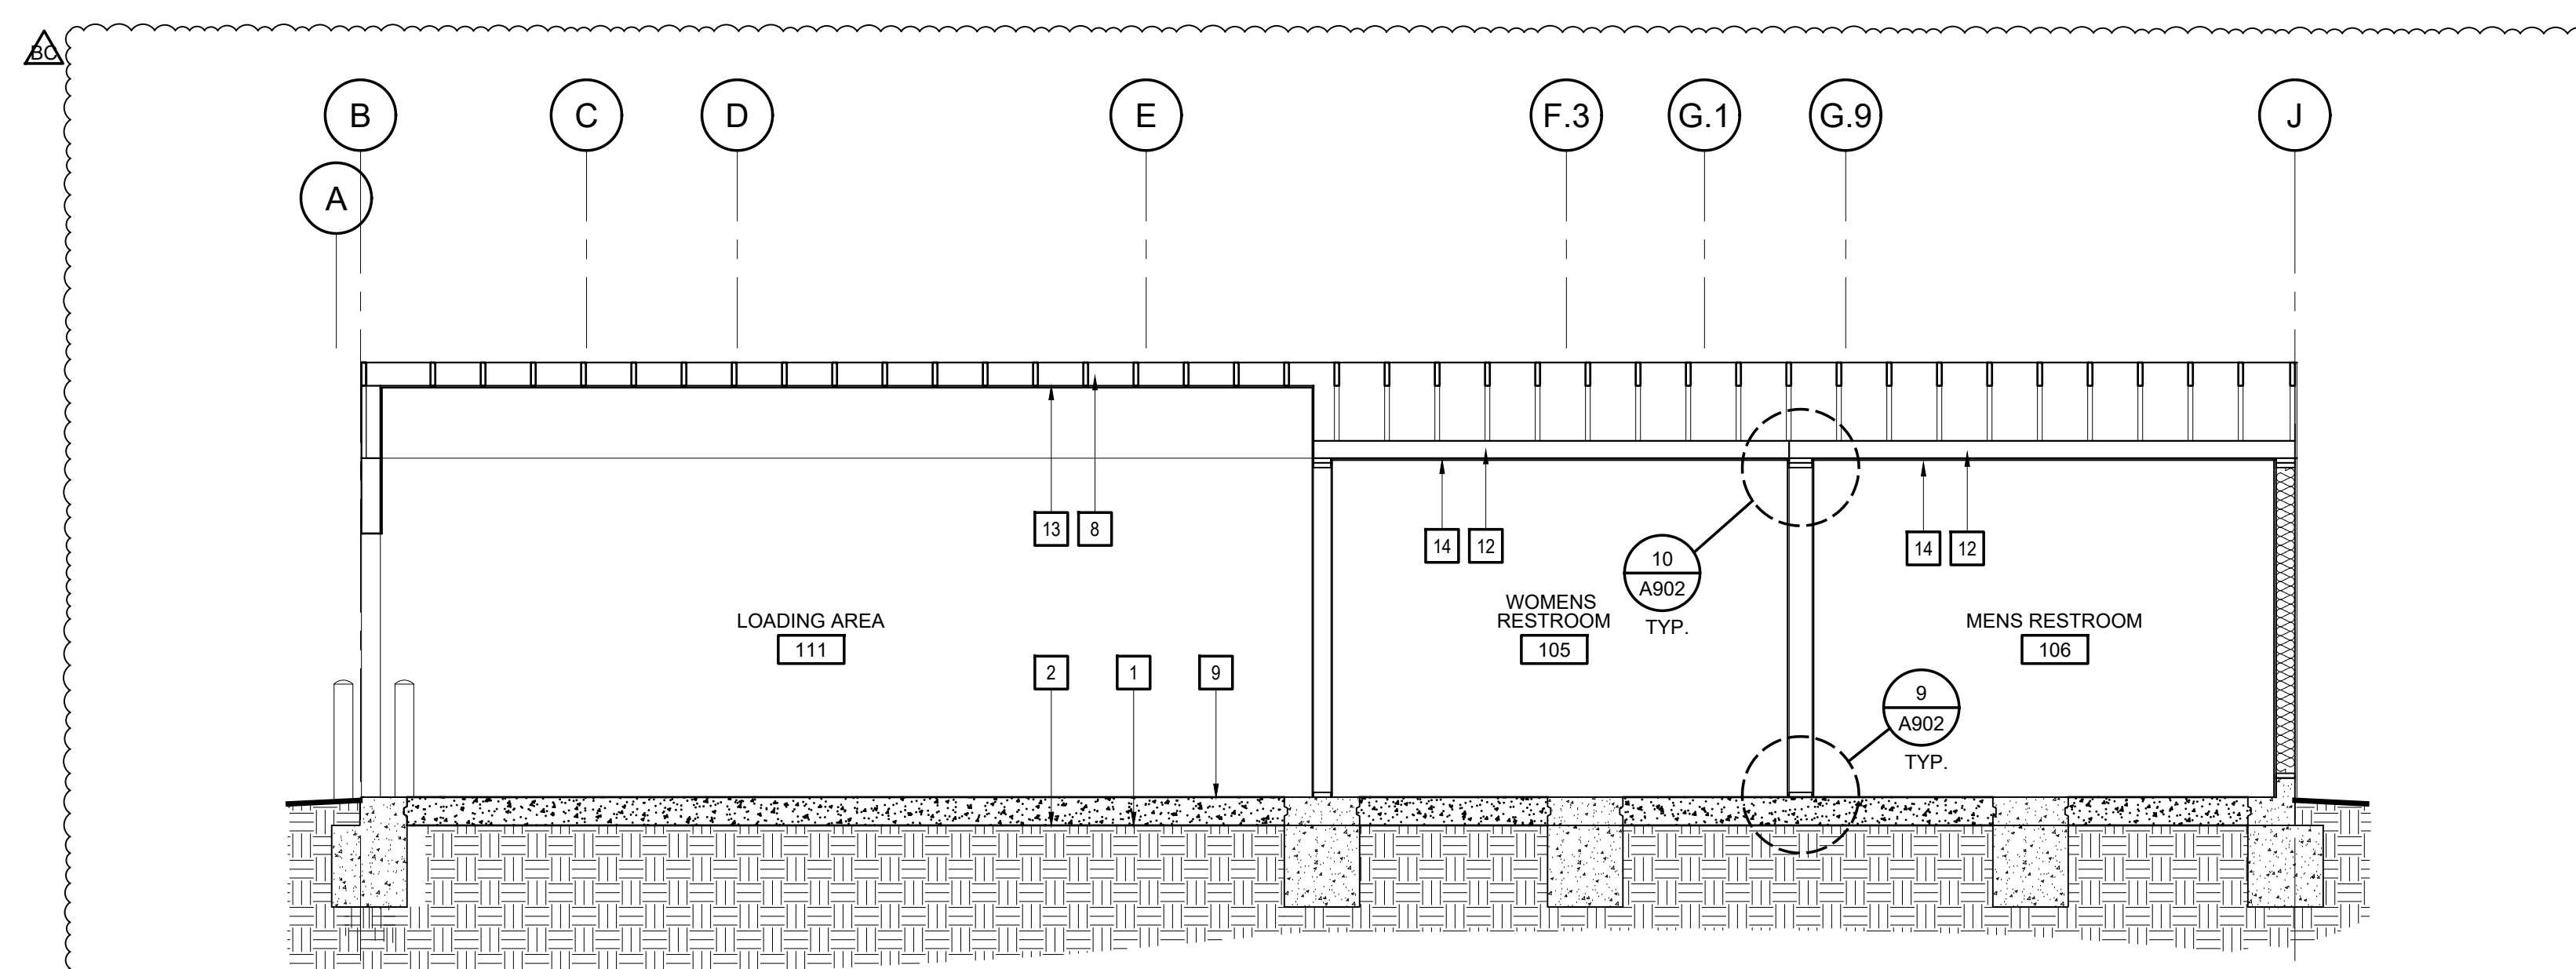 BC
B
C
D
E
F.3
G.1
G.9
J
A
13
8
14
12
14
12
10
A902
TYP.
LOADING AREA
111
WOMENS
RESTROOM
105
MENS RESTROOM
106
2
1
9
9
A902
TYP.